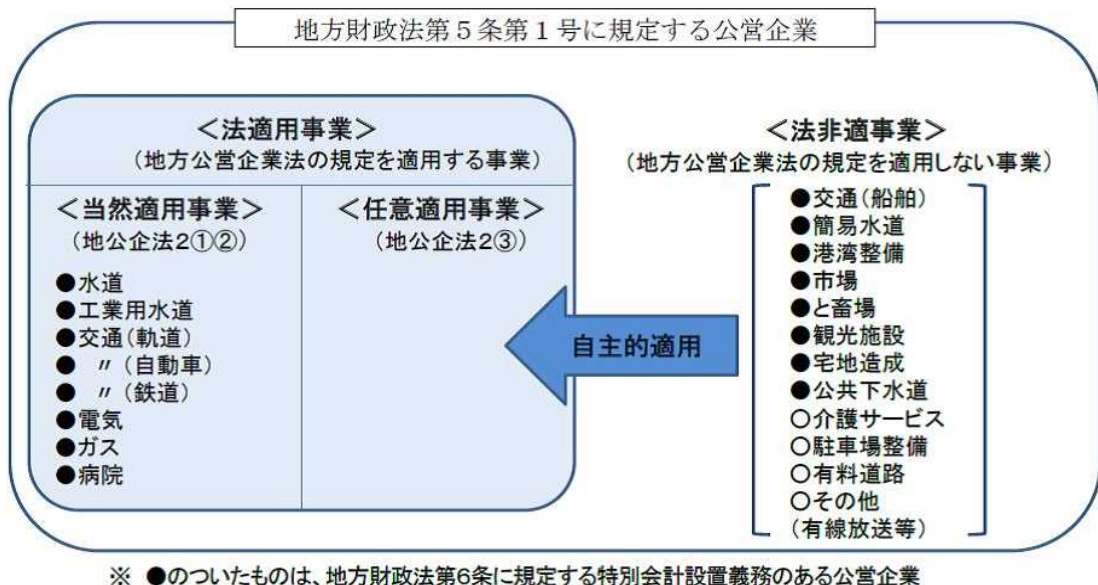 地方財政法第５条第１号に規定する公営企業
＜法適用事業＞
（地方公営企業法の規定を適用する事業）
＜当然適用事業＞
（地公企法2①②）
●水道
●工業用水道
●交通（軌道）
●　〃（自動車）
●　〃（鉄道）
●電気
●ガス
●病院
＜任意適用事業＞
（地公企法2③）
自主的適用
＜法非適事業＞
（地方公営企業法の規定を適用しない事業）
●交通（船舶）
●簡易水道
●港湾整備
●市場
●と畜場
●観光施設
●宅地造成
●公共下水道
○介護サービス
○駐車場整備
○有料道路
○その他
（有線放送等）
※　●のついたものは、地方財政法第6条に規定する特別会計設置義務のある公営企業